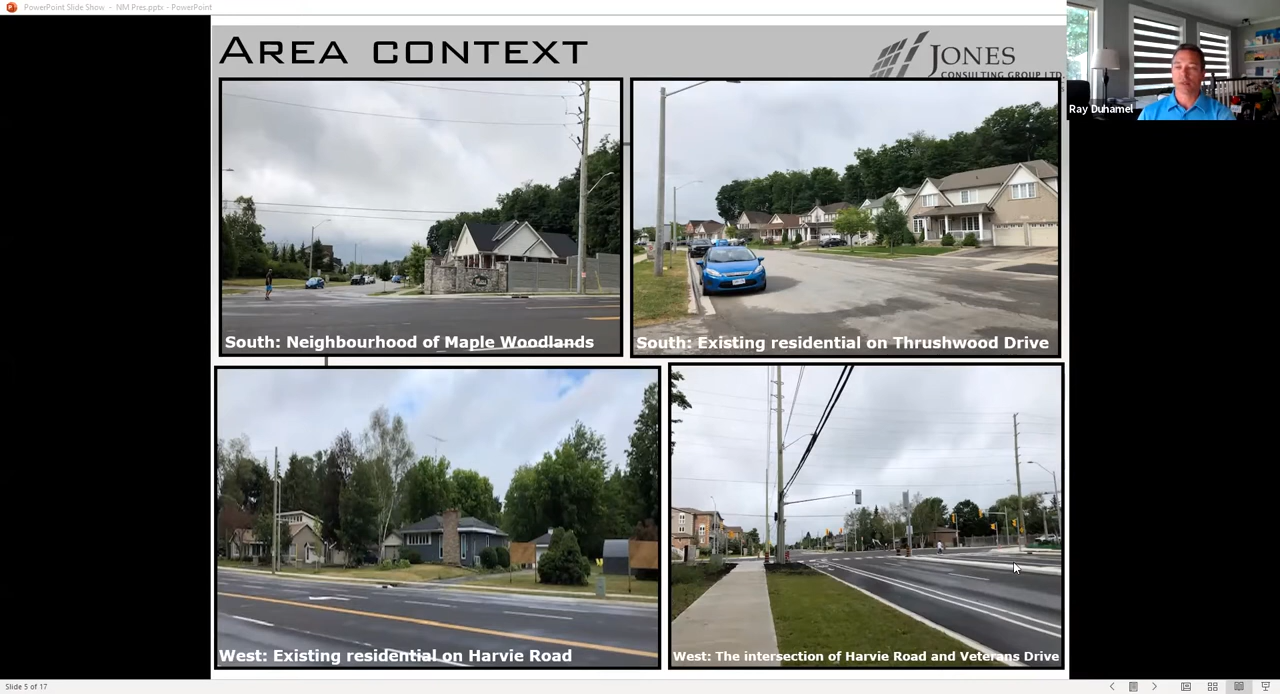 PowerPoint Slide Show - NM Pres.pptx - PowerPoint
AREA CONTEXT
JONES
CONSULTING GROUP LTD.
Ray Duhamel
South: Neighbourhood of Maple Woodlands
South: Existing residential on Thrushwood Drive
West: Existing residential on Harvie Road
West: The intersection of Harvie Road and Veterans Drive
Slide 5 of 17